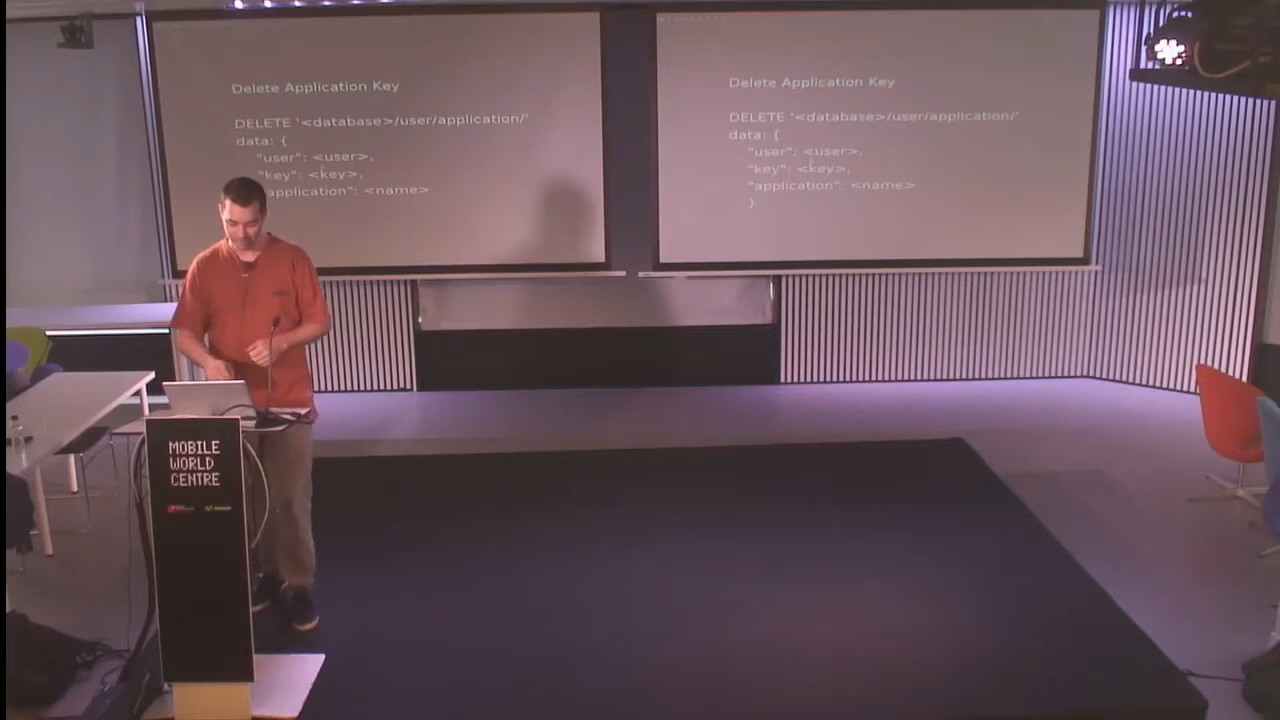 Delete Application Key
DELETE '<database>/user/application/'
data: {
"user": <user>,
"key": <key>,
application": <name>
Delete Application Key
DELETE '<database>/user/application/'
data: {
"user": <user>,
"key": <key>,
"application": <name>
}
MOBILE
WORLD
CENTRE